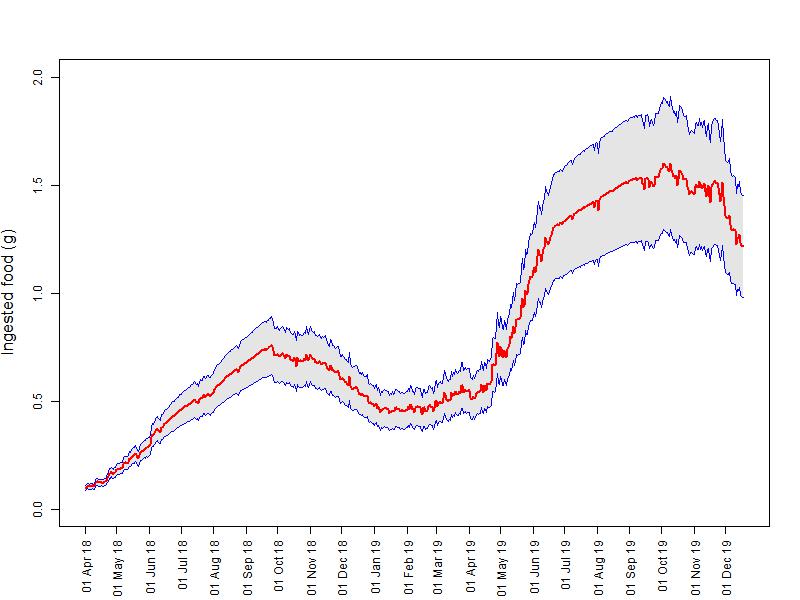 Ingested food (g)
2.0
1.5
1.0
0.5
0.0
01 Apr 18
01 May 18
01 Jun 18
01 Jul 18
01 Aug 18
01 Sep 18
01 Oct 18
01 Nov 18
01 Dec 18
01 Jan 19
01 Feb 19
01 Mar 19
01 Apr 19
01 May 19
01 Jun 19
01 Jul 19
01 Aug 19
01 Sep 19
01 Oct 19
01 Nov 19
01 Dec 19